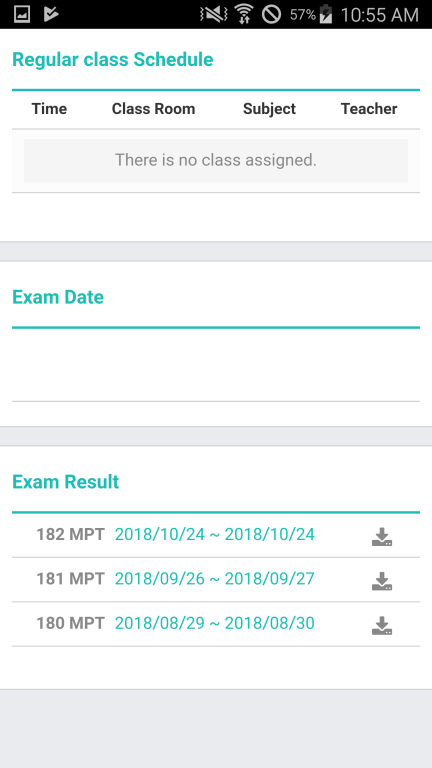 57% 10:55 AM
Regular class Schedule
Time Class Room Subject Teacher
There is no class assigned.
Exam Date
Exam Result
182 MPT 2018/10/24 ~ 2018/10/24
181 MPT 2018/09/26 ~ 2018/09/27
180 MPT 2018/08/29 ~ 2018/08/30